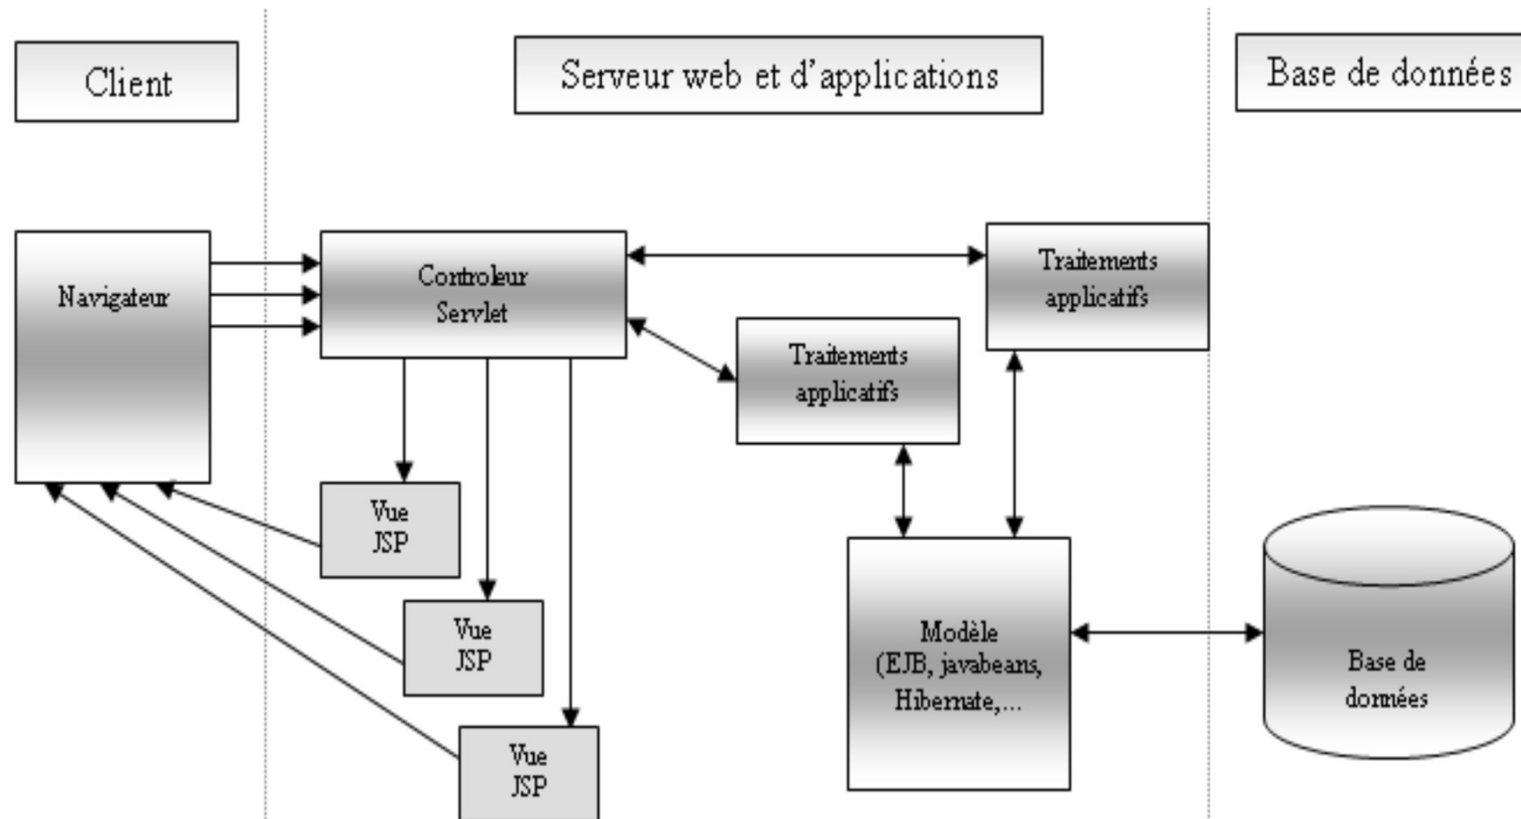 Client
Serveur web et d'applications
Base de données
Navigateur
Controleur
Servlet
Traitements
applicatifs
Traitements
applicatifs
Vue
JSP
Vue
JSP
Vue
JSP
Modèle
(EJB, javabeans,
Hibernate,...
Base de
données